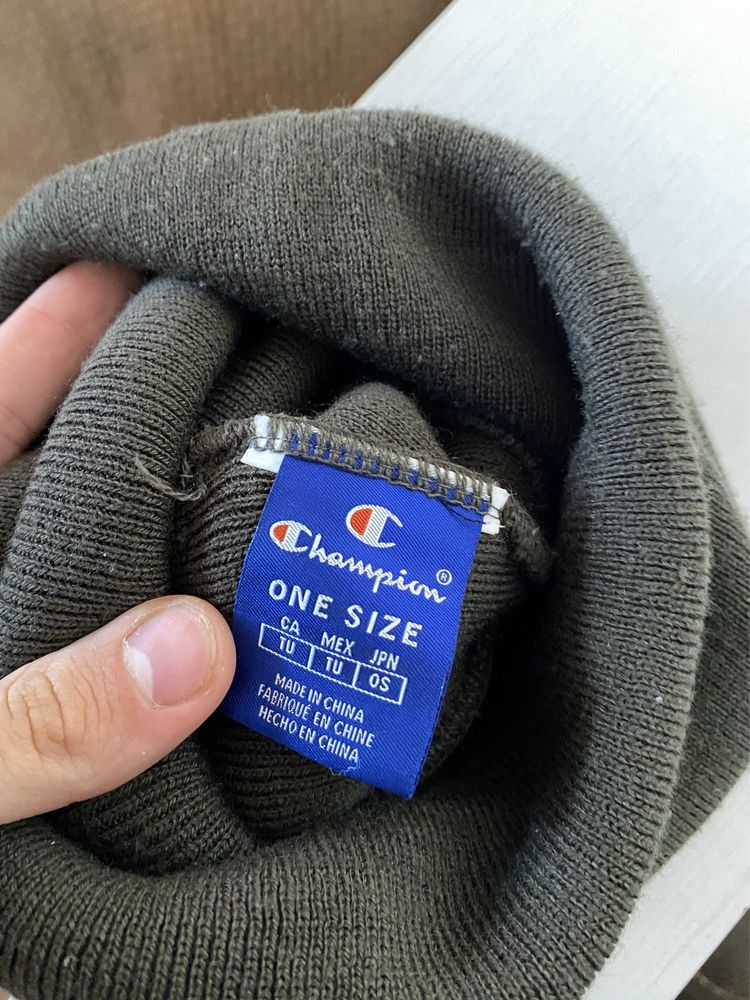 Champion®
ONE SIZE
CA MEX JPN
TU TU OS
MADE IN CHINA
FABRIQUÉ EN CHINE
HECHO EN CHINA